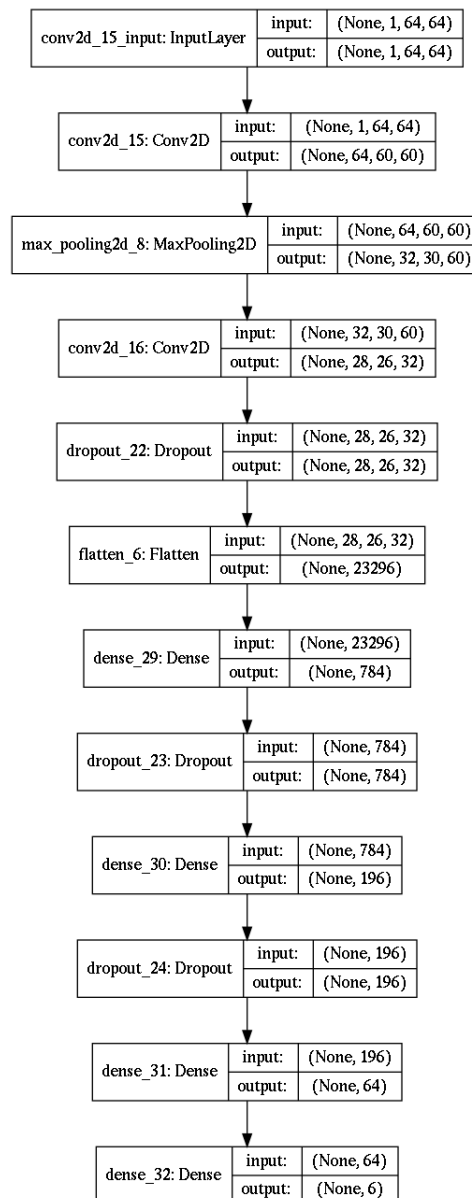 conv2d_15_input: InputLayer
input: (None, 1, 64, 64)
output: (None, 1, 64, 64)
conv2d_15: Conv2D
input: (None, 1, 64, 64)
output: (None, 64, 60, 60)
max_pooling2d_8: MaxPooling2D
input: (None, 64, 60, 60)
output: (None, 32, 30, 60)
conv2d_16: Conv2D
input: (None, 32, 30, 60)
output: (None, 28, 26, 32)
dropout_22: Dropout
input: (None, 28, 26, 32)
output: (None, 28, 26, 32)
flatten_6: Flatten
input: (None, 28, 26, 32)
output: (None, 23296)
dense_29: Dense
input: (None, 23296)
output: (None, 784)
dropout_23: Dropout
input: (None, 784)
output: (None, 784)
dense_30: Dense
input: (None, 784)
output: (None, 196)
dropout_24: Dropout
input: (None, 196)
output: (None, 196)
dense_31: Dense
input: (None, 196)
output: (None, 64)
dense_32: Dense
input: (None, 64)
output: (None, 6)